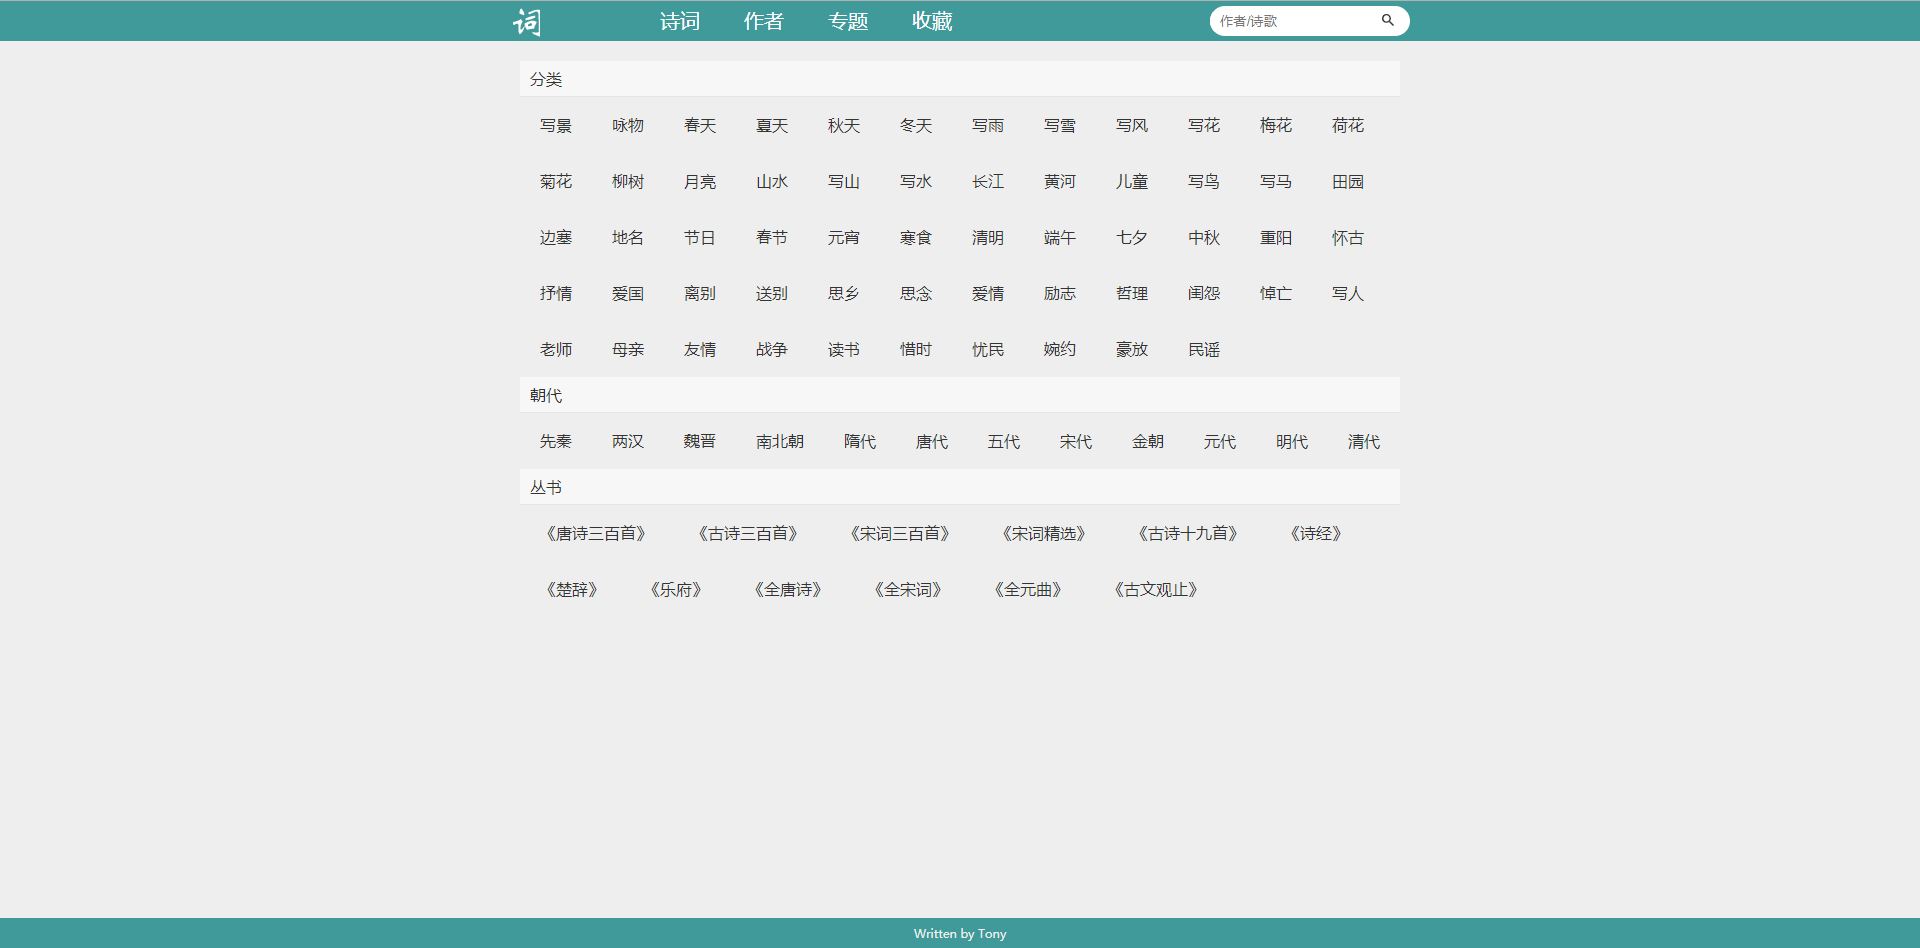 词 诗词 作者 专题 收藏 作者/诗歌
分类
写景 咏物 春天 夏天 秋天 冬天 写雨 写雪 写风 写花 梅花 荷花
菊花 柳树 月亮 山水 写山 写水 长江 黄河 儿童 写鸟 写马 田园
边塞 地名 节日 春节 元宵 寒食 清明 端午 七夕 中秋 重阳 怀古
抒情 爱国 离别 送别 思乡 思念 爱情 励志 哲理 闺怨 悼亡 写人
老师 母亲 友情 战争 读书 惜时 忧民 婉约 豪放 民谣
朝代
先秦 两汉 魏晋 南北朝 隋代 唐代 五代 宋代 金朝 元代 明代 清代
丛书
《唐诗三百首》 《古诗三百首》 《宋词三百首》 《宋词精选》 《古诗十九首》 《诗经》
《楚辞》 《乐府》 《全唐诗》 《全宋词》 《全元曲》 《古文观止》
Written by Tony